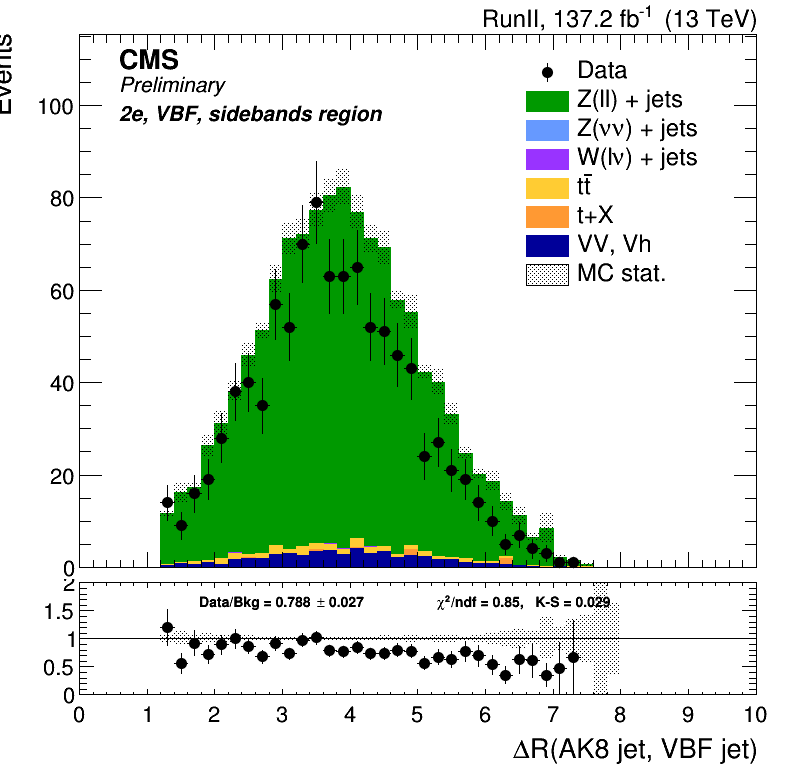 RunII, 137.2 fb⁻¹ (13 TeV)
Events
CMS
Preliminary
2e, VBF, sidebands region
Data
Z(ll) + jets
Z(νν) + jets
W(lν) + jets
tt̄
t+X
VV, Vh
MC stat.
100
80
60
40
20
0
Data/Bkg = 0.788 ± 0.027
χ²/ndf = 0.85, K-S = 0.029
2
1.5
1
0.5
0
0 1 2 3 4 5 6 7 8 9 10
ΔR(AK8 jet, VBF jet)